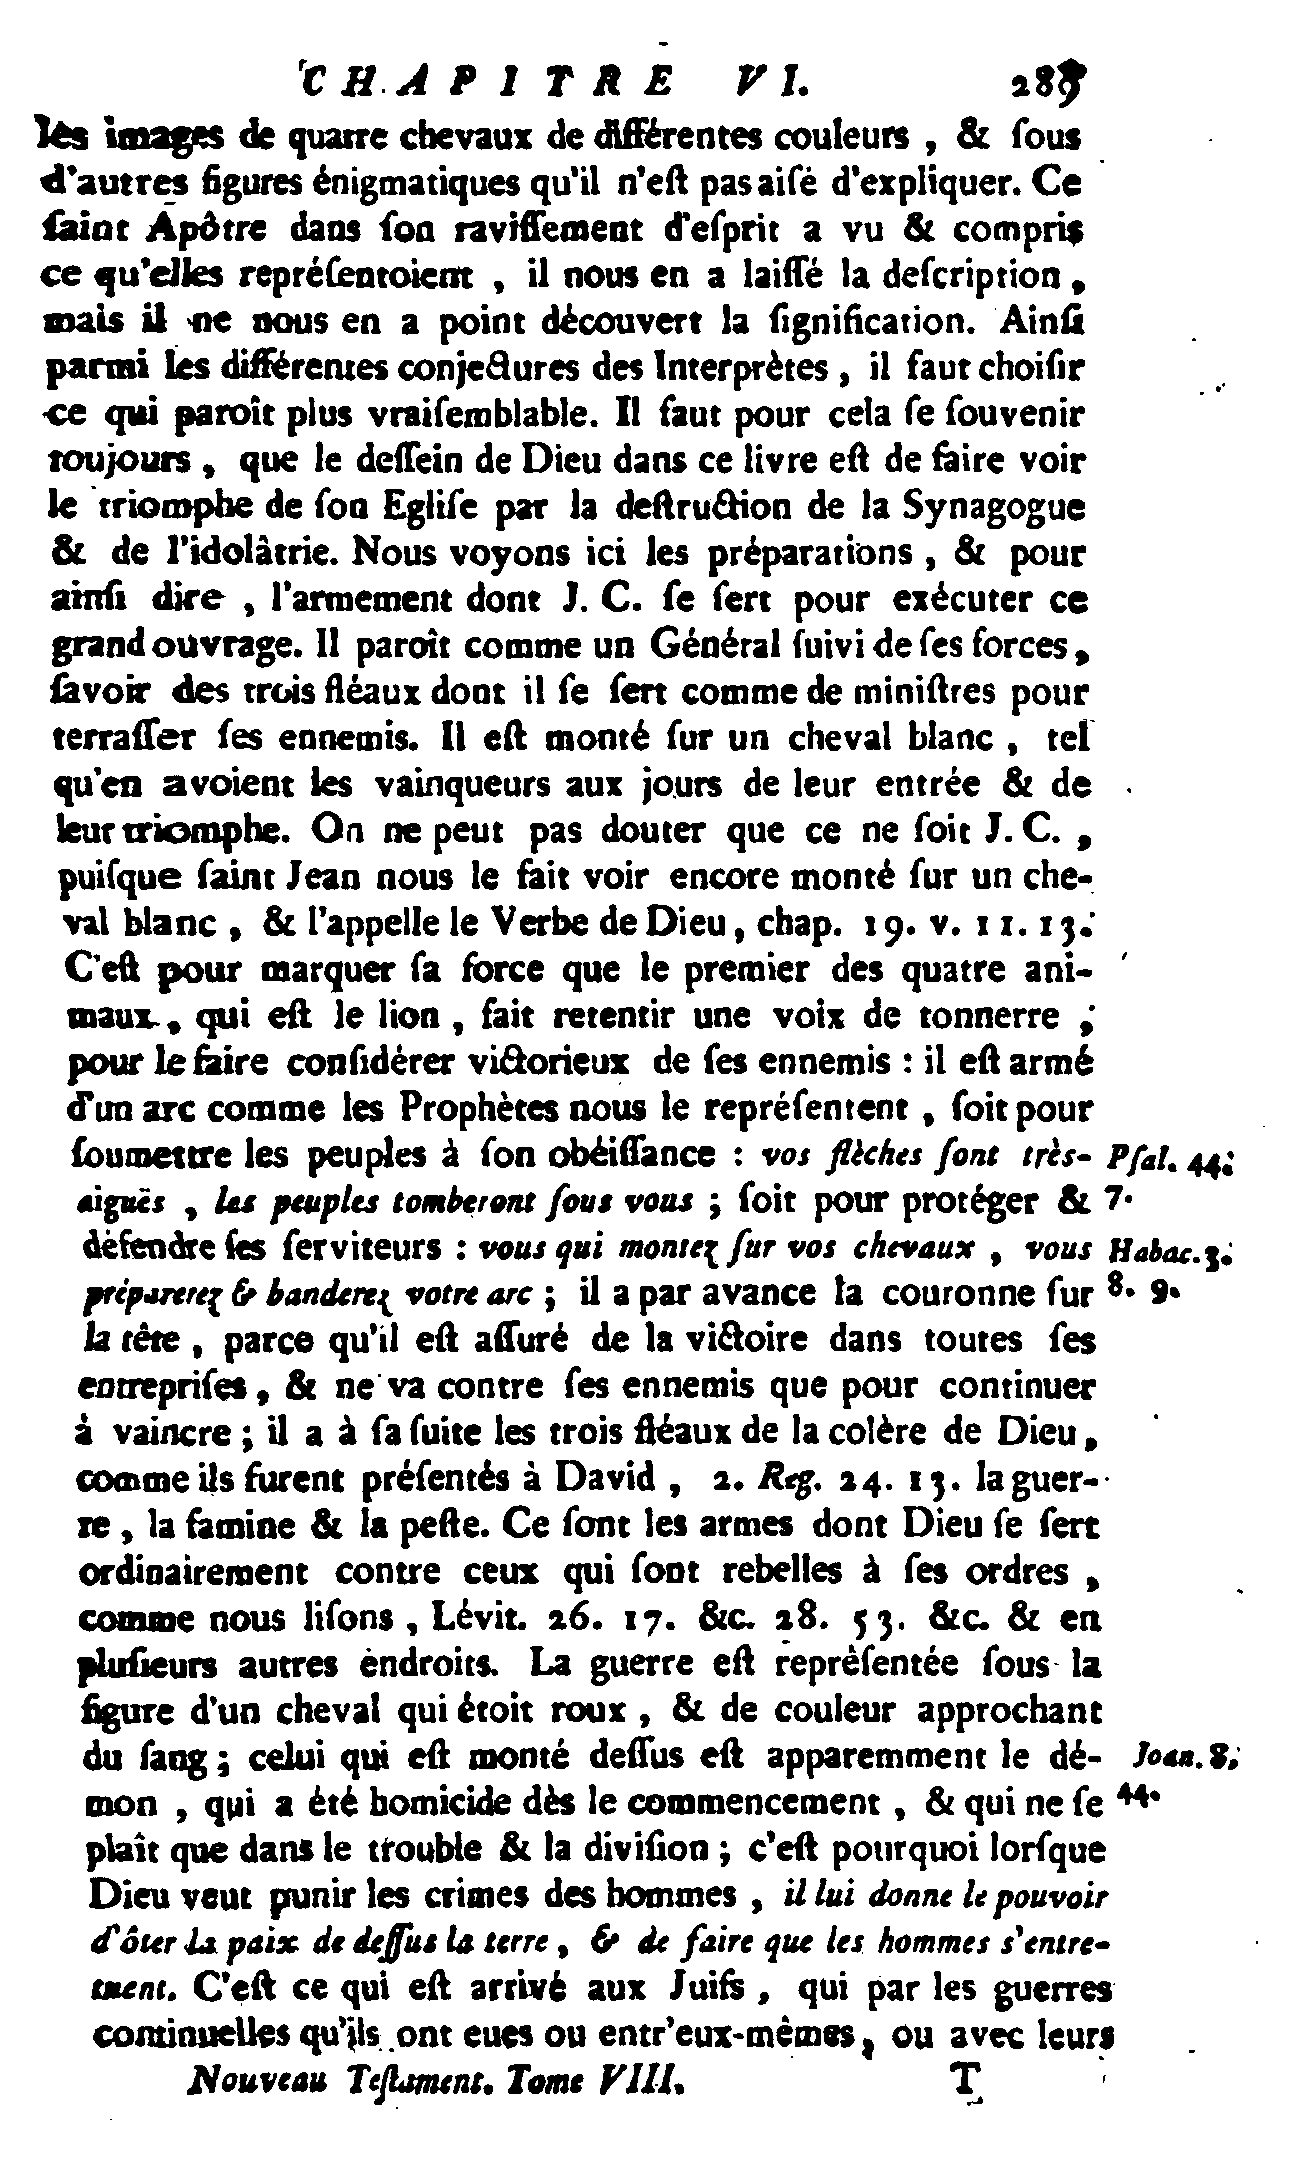 CHAPITRE VI. 289
les images de quatre chevaux de différentes couleurs, & ſous
d'autres figures énigmatiques qu'il n'eſt pas aiſé d'expliquer. Ce
ſaint Apôtre dans ſon raviſſement d'eſprit a vu & compris
ce qu'elles repréſentoient, il nous en a laiſſé la deſcription,
mais il ne nous en a point découvert la ſignification. Ainſi
parmi les différentes conjectures des Interprètes, il faut choiſir
ce qui paroît plus vraiſemblable. Il faut pour cela ſe ſouvenir
toujours, que le deſſein de Dieu dans ce livre eſt de faire voir
le triomphe de ſon Egliſe par la deſtruction de la Synagogue
& de l'idolâtrie. Nous voyons ici les préparations, & pour
ainſi dire, l'armement dont J. C. ſe ſert pour exécuter ce
grand ouvrage. Il paroît comme un Général ſuivi de ſes forces,
ſavoir des trois fléaux dont il ſe ſert comme de miniſtres pour
terraſſer ſes ennemis. Il eſt monté ſur un cheval blanc, tel
qu'en avoient les vainqueurs aux jours de leur entrée & de
leur triomphe. On ne peut pas douter que ce ne ſoit J. C.,
puiſque ſaint Jean nous le fait voir encore monté ſur un che-
val blanc, & l'appelle le Verbe de Dieu, chap. 19. v. 11. 13.
C'eſt pour marquer ſa force que le premier des quatre ani-
maux, qui eſt le lion, fait retentir une voix de tonnerre,
pour le faire conſidérer victorieux de ſes ennemis : il eſt armé
d'un arc comme les Prophètes nous le repréſentent, ſoit pour
ſoumettre les peuples à ſon obéiſſance : vos flèches ſont très- Pſal. 44.
aiguës, les peuples tomberont ſous vous ; ſoit pour protéger & 7.
défendre ſes ſerviteurs : vous qui montez ſur vos chevaux, vous Habac. 3.
préparerez & banderez votre arc ; il a par avance la couronne ſur 8. 9.
la tête, parce qu'il eſt aſſuré de la victoire dans toutes ſes
entrepriſes, & ne va contre ſes ennemis que pour continuer
à vaincre ; il a à ſa ſuite les trois fléaux de la colère de Dieu,
comme ils furent préſentés à David, 2. Reg. 24. 13. la guer-
re, la famine & la peſte. Ce ſont les armes dont Dieu ſe ſert
ordinairement contre ceux qui ſont rebelles à ſes ordres,
comme nous liſons, Lévit. 26. 17. &c. 28. 53. &c. & en
pluſieurs autres endroits. La guerre eſt repréſentée ſous la
figure d'un cheval qui étoit roux, & de couleur approchant
du ſang ; celui qui eſt monté deſſus eſt apparemment le dé- Joan. 8.
mon, qui a été homicide dès le commencement, & qui ne ſe 44.
plaît que dans le trouble & la diviſion ; c'eſt pourquoi lorſque
Dieu veut punir les crimes des hommes, il lui donne le pouvoir
d'ôter la paix de deſſus la terre, & de faire que les hommes s'entre-
tuent. C'eſt ce qui eſt arrivé aux Juifs, qui par les guerres
continuelles qu'ils ont eues ou entr'eux-mêmes, ou avec leurs
Nouveau Teſtament. Tome VIII. T